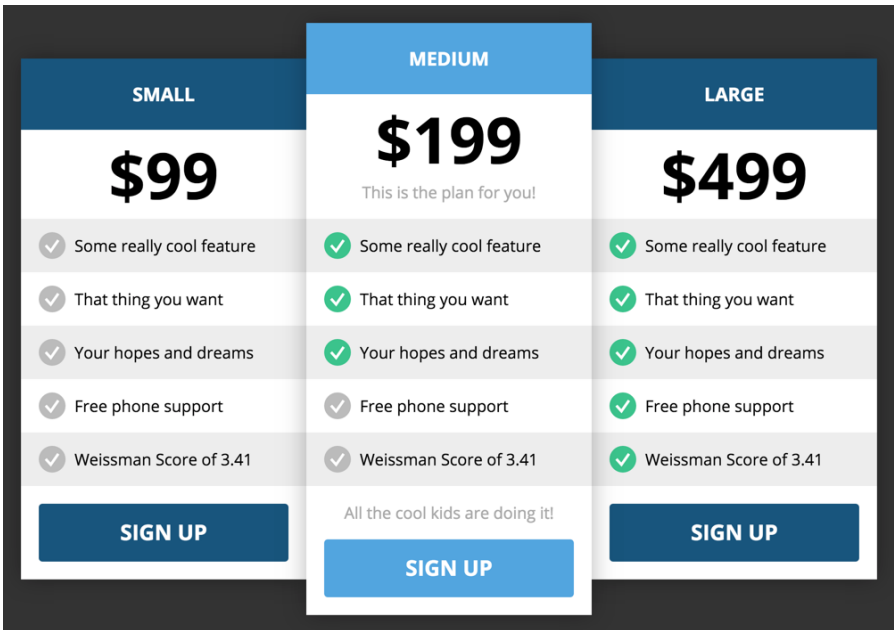 SMALL
$99
Some really cool feature
That thing you want
Your hopes and dreams
Free phone support
Weissman Score of 3.41
SIGN UP
MEDIUM
$199
This is the plan for you!
Some really cool feature
That thing you want
Your hopes and dreams
Free phone support
Weissman Score of 3.41
All the cool kids are doing it!
SIGN UP
LARGE
$499
Some really cool feature
That thing you want
Your hopes and dreams
Free phone support
Weissman Score of 3.41
SIGN UP